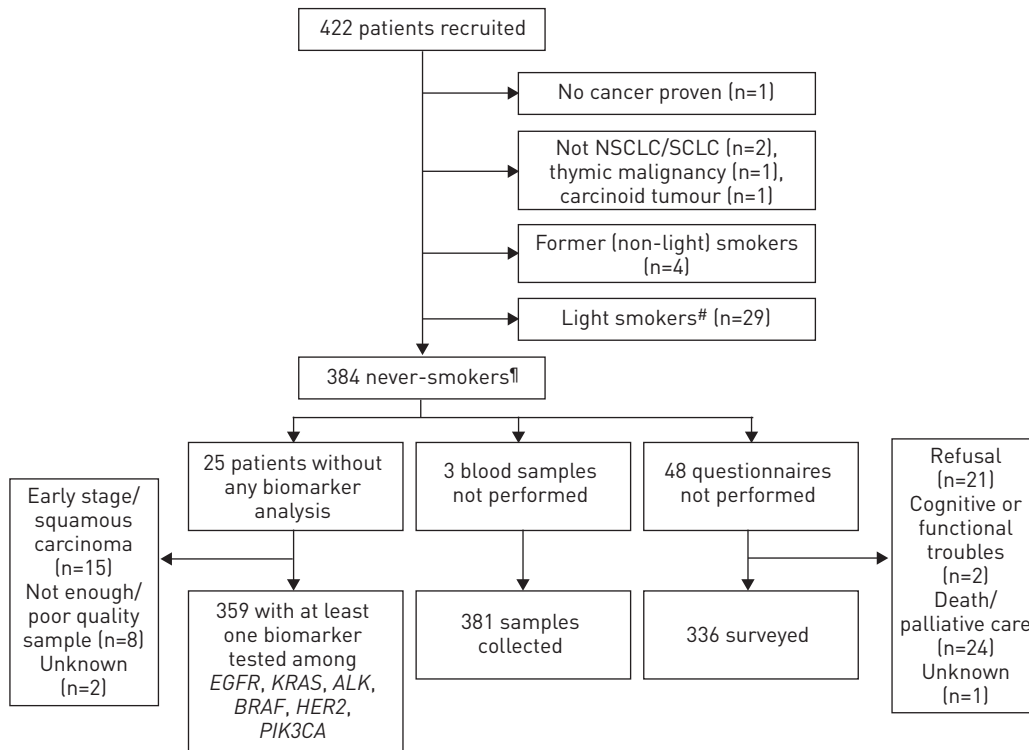 422 patients recruited
No cancer proven (n=1)
Not NSCLC/SCLC (n=2),
thymic malignancy (n=1),
carcinoid tumour (n=1)
Former (non-light) smokers
(n=4)
Light smokers# (n=29)
384 never-smokers¶
25 patients without
any biomarker
analysis
3 blood samples
not performed
48 questionnaires
not performed
Early stage/
squamous
carcinoma
(n=15)
Not enough/
poor quality
sample (n=8)
Unknown
(n=2)
Refusal
(n=21)
Cognitive or
functional
troubles
(n=2)
Death/
palliative care
(n=24)
Unknown
(n=1)
359 with at least
one biomarker
tested among
EGFR, KRAS, ALK,
BRAF, HER2,
PIK3CA
381 samples
collected
336 surveyed